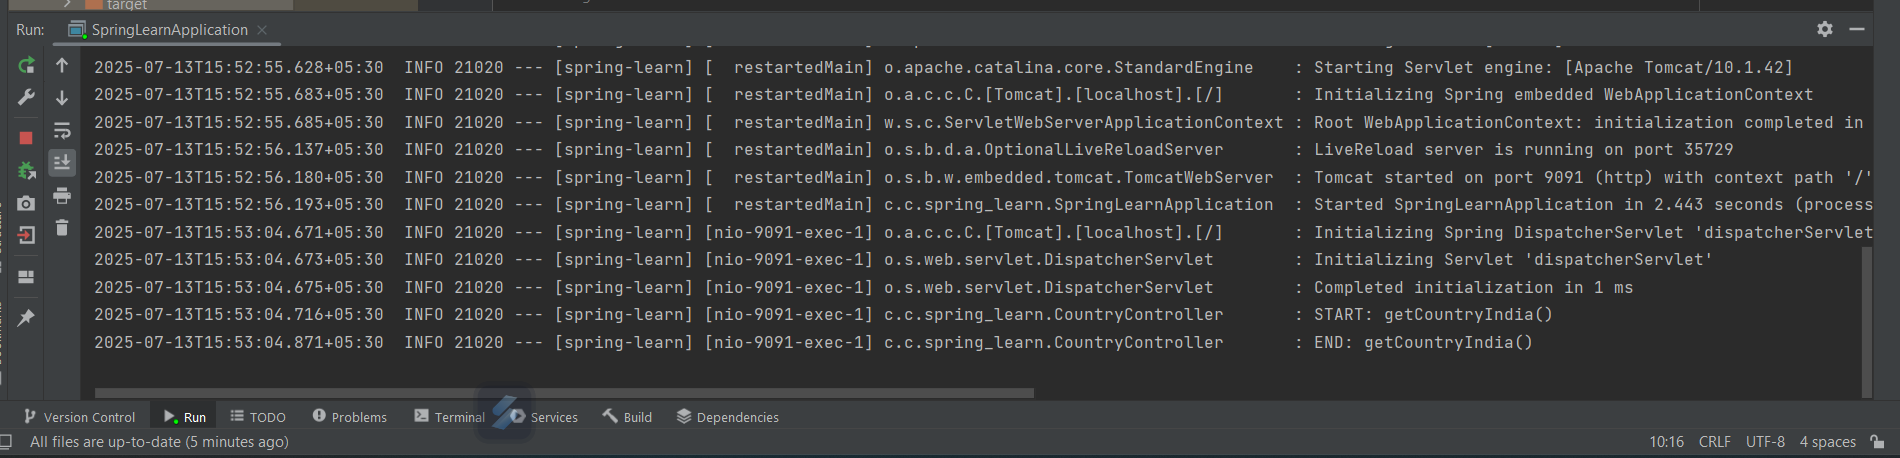 target
Run: SpringLearnApplication
2025-07-13T15:52:55.628+05:30  INFO 21020 --- [spring-learn] [  restartedMain] o.apache.catalina.core.StandardEngine    : Starting Servlet engine: [Apache Tomcat/10.1.42]
2025-07-13T15:52:55.683+05:30  INFO 21020 --- [spring-learn] [  restartedMain] o.a.c.c.C.[Tomcat].[localhost].[/]       : Initializing Spring embedded WebApplicationContext
2025-07-13T15:52:55.685+05:30  INFO 21020 --- [spring-learn] [  restartedMain] w.s.c.ServletWebServerApplicationContext : Root WebApplicationContext: initialization completed in
2025-07-13T15:52:56.137+05:30  INFO 21020 --- [spring-learn] [  restartedMain] o.s.b.d.a.OptionalLiveReloadServer       : LiveReload server is running on port 35729
2025-07-13T15:52:56.180+05:30  INFO 21020 --- [spring-learn] [  restartedMain] o.s.b.w.embedded.tomcat.TomcatWebServer  : Tomcat started on port 9091 (http) with context path '/'
2025-07-13T15:52:56.193+05:30  INFO 21020 --- [spring-learn] [  restartedMain] c.c.spring_learn.SpringLearnApplication  : Started SpringLearnApplication in 2.443 seconds (process
2025-07-13T15:53:04.671+05:30  INFO 21020 --- [spring-learn] [nio-9091-exec-1] o.a.c.c.C.[Tomcat].[localhost].[/]       : Initializing Spring DispatcherServlet 'dispatcherServlet
2025-07-13T15:53:04.673+05:30  INFO 21020 --- [spring-learn] [nio-9091-exec-1] o.s.web.servlet.DispatcherServlet        : Initializing Servlet 'dispatcherServlet'
2025-07-13T15:53:04.675+05:30  INFO 21020 --- [spring-learn] [nio-9091-exec-1] o.s.web.servlet.DispatcherServlet        : Completed initialization in 1 ms
2025-07-13T15:53:04.716+05:30  INFO 21020 --- [spring-learn] [nio-9091-exec-1] c.c.spring_learn.CountryController       : START: getCountryIndia()
2025-07-13T15:53:04.871+05:30  INFO 21020 --- [spring-learn] [nio-9091-exec-1] c.c.spring_learn.CountryController       : END: getCountryIndia()
Version Control Run TODO Problems Terminal Services Build Dependencies
All files are up-to-date (5 minutes ago) 10:16 CRLF UTF-8 4 spaces